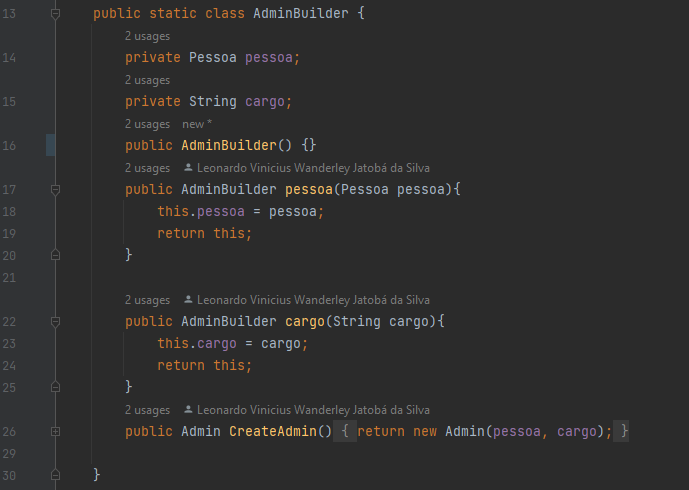 13 public static class AdminBuilder {
2 usages
14 private Pessoa pessoa;
2 usages
15 private String cargo;
2 usages new *
16 public AdminBuilder() {}
2 usages Leonardo Vinicius Wanderley Jatobá da Silva
17 public AdminBuilder pessoa(Pessoa pessoa){
18 this.pessoa = pessoa;
19 return this;
20 }
21
2 usages Leonardo Vinicius Wanderley Jatobá da Silva
22 public AdminBuilder cargo(String cargo){
23 this.cargo = cargo;
24 return this;
25 }
2 usages Leonardo Vinicius Wanderley Jatobá da Silva
26 public Admin CreateAdmin() { return new Admin(pessoa, cargo); }
29
30 }